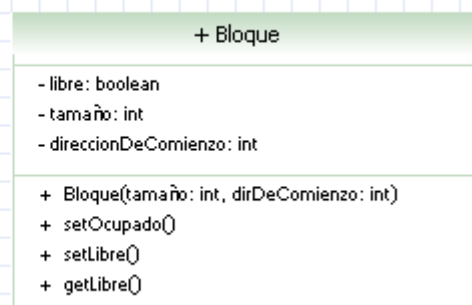 + Bloque
- libre: boolean
- tamaño: int
- direccionDeComienzo: int
+ Bloque(tamaño: int, dirDeComienzo: int)
+ setOcupado()
+ setLibre()
+ getLibre()